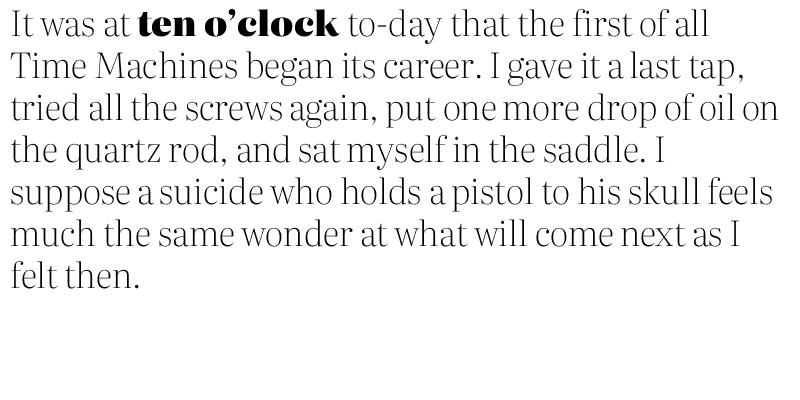 It was at ten o’clock to-day that the first of all
Time Machines began its career. I gave it a last tap,
tried all the screws again, put one more drop of oil on
the quartz rod, and sat myself in the saddle. I
suppose a suicide who holds a pistol to his skull feels
much the same wonder at what will come next as I
felt then.